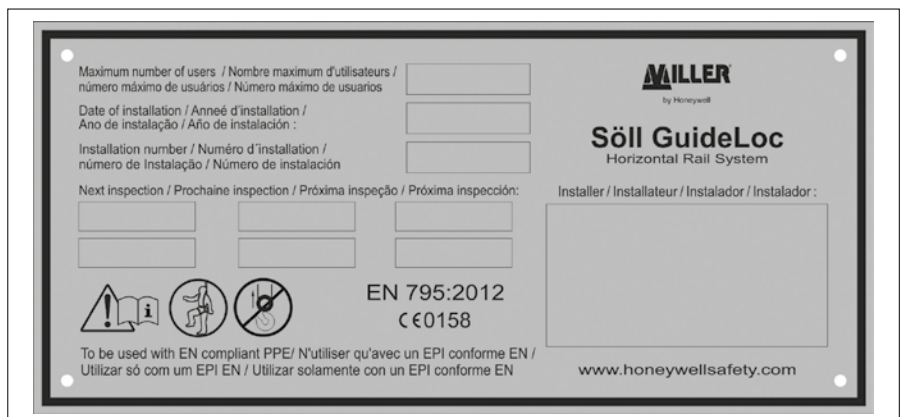 Maximum number of users / Nombre maximum d'utilisateurs /
número máximo de usuários / Número máximo de usuarios
Date of installation / Anneé d'installation /
Ano de instalação / Año de instalación :
Installation number / Numéro d´installation /
número de Instalação / Número de instalación
Next inspection / Prochaine inspection / Próxima inspeção / Próxima inspección:
i
EN 795:2012
CE0158
To be used with EN compliant PPE/ N'utiliser qu'avec un EPI conforme EN /
Utilizar só com um EPI EN / Utilizar solamente con un EPI conforme EN
MILLER
by Honeywell
Söll GuideLoc
Horizontal Rail System
Installer / Installateur / Instalador / Instalador :
www.honeywellsafety.com